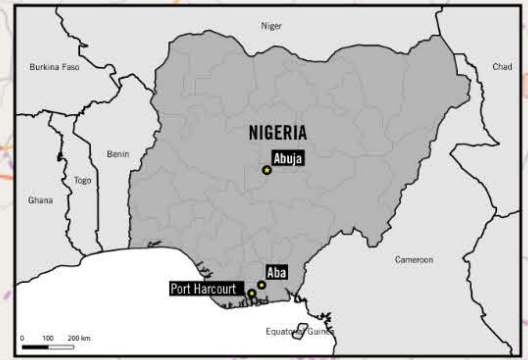 Niger
Burkina Faso
Chad
NIGERIA
Abuja
Benin
Togo
Ghana
Cameroon
Aba
Port Harcourt
Equatorial Guinea
0 100 200 km